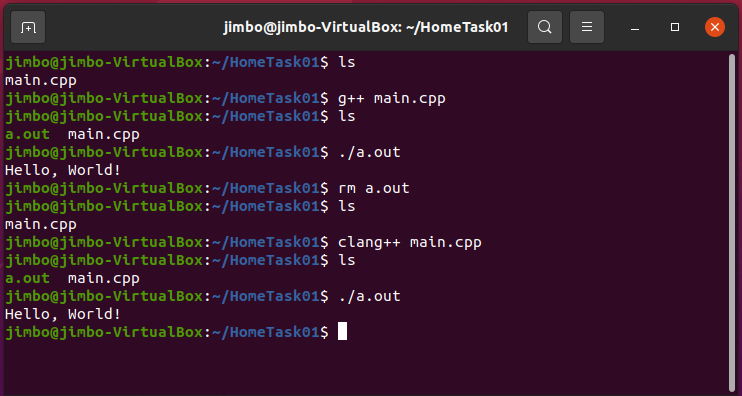 jimbo@jimbo-VirtualBox: ~/HomeTask01
jimbo@jimbo-VirtualBox:~/HomeTask01$ ls
main.cpp
jimbo@jimbo-VirtualBox:~/HomeTask01$ g++ main.cpp
jimbo@jimbo-VirtualBox:~/HomeTask01$ ls
a.out  main.cpp
jimbo@jimbo-VirtualBox:~/HomeTask01$ ./a.out
Hello, World!
jimbo@jimbo-VirtualBox:~/HomeTask01$ rm a.out
jimbo@jimbo-VirtualBox:~/HomeTask01$ ls
main.cpp
jimbo@jimbo-VirtualBox:~/HomeTask01$ clang++ main.cpp
jimbo@jimbo-VirtualBox:~/HomeTask01$ ls
a.out  main.cpp
jimbo@jimbo-VirtualBox:~/HomeTask01$ ./a.out
Hello, World!
jimbo@jimbo-VirtualBox:~/HomeTask01$